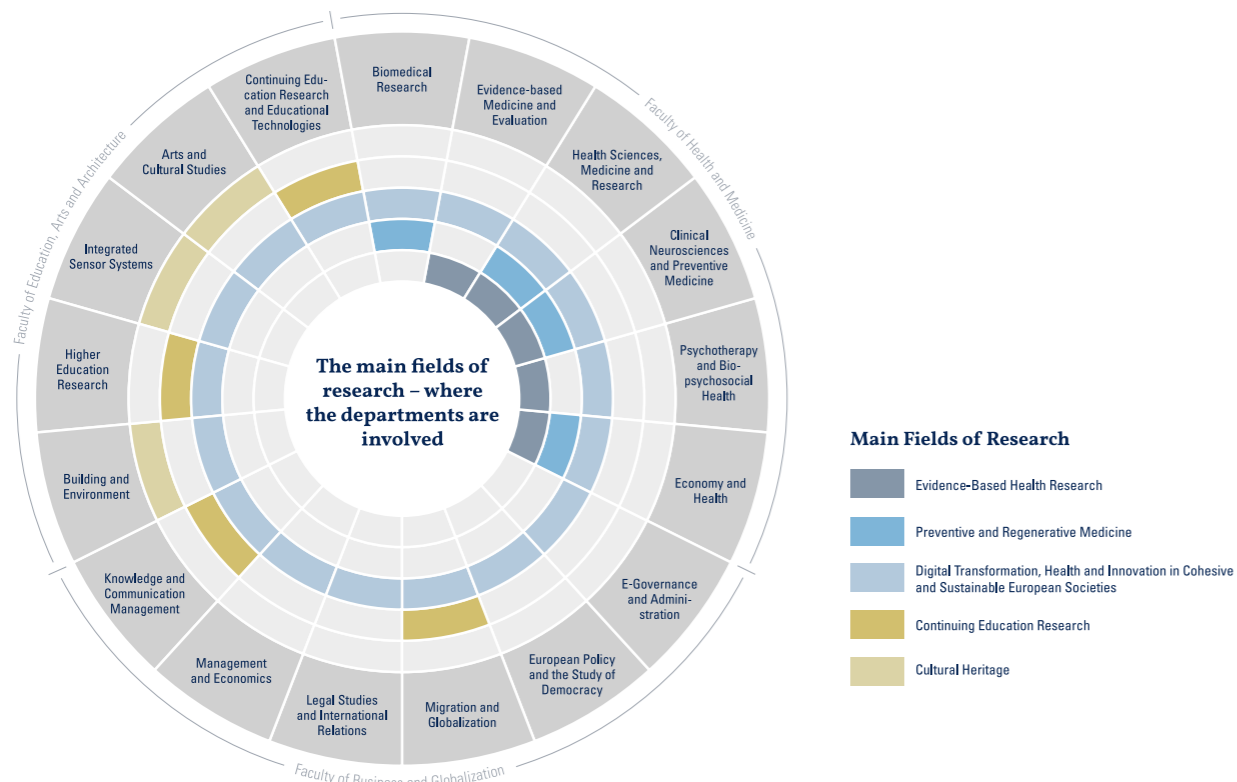 Continuing Edu-
cation Research
and Educational
Technologies
Biomedical
Research
Evidence-based
Medicine and
Evaluation
Health Sciences,
Medicine and
Research
Clinical
Neurosciences
and Preventive
Medicine
Psychotherapy
and Bio-
psychosocial
Health
Economy and
Health
E-Governance
and Admini-
stration
European Policy
and the Study of
Democracy
Migration and
Globalization
Legal Studies
and International
Relations
Management
and Economics
Knowledge and
Communication
Management
Building and
Environment
Higher
Education
Research
Integrated
Sensor Systems
Arts and
Cultural Studies
Faculty of Education, Arts and Architecture
Faculty of Health and Medicine
Faculty of Business and Globalization
The main fields of
research – where
the departments are
involved
Main Fields of Research
Evidence-Based Health Research
Preventive and Regenerative Medicine
Digital Transformation, Health and Innovation in Cohesive
and Sustainable European Societies
Continuing Education Research
Cultural Heritage